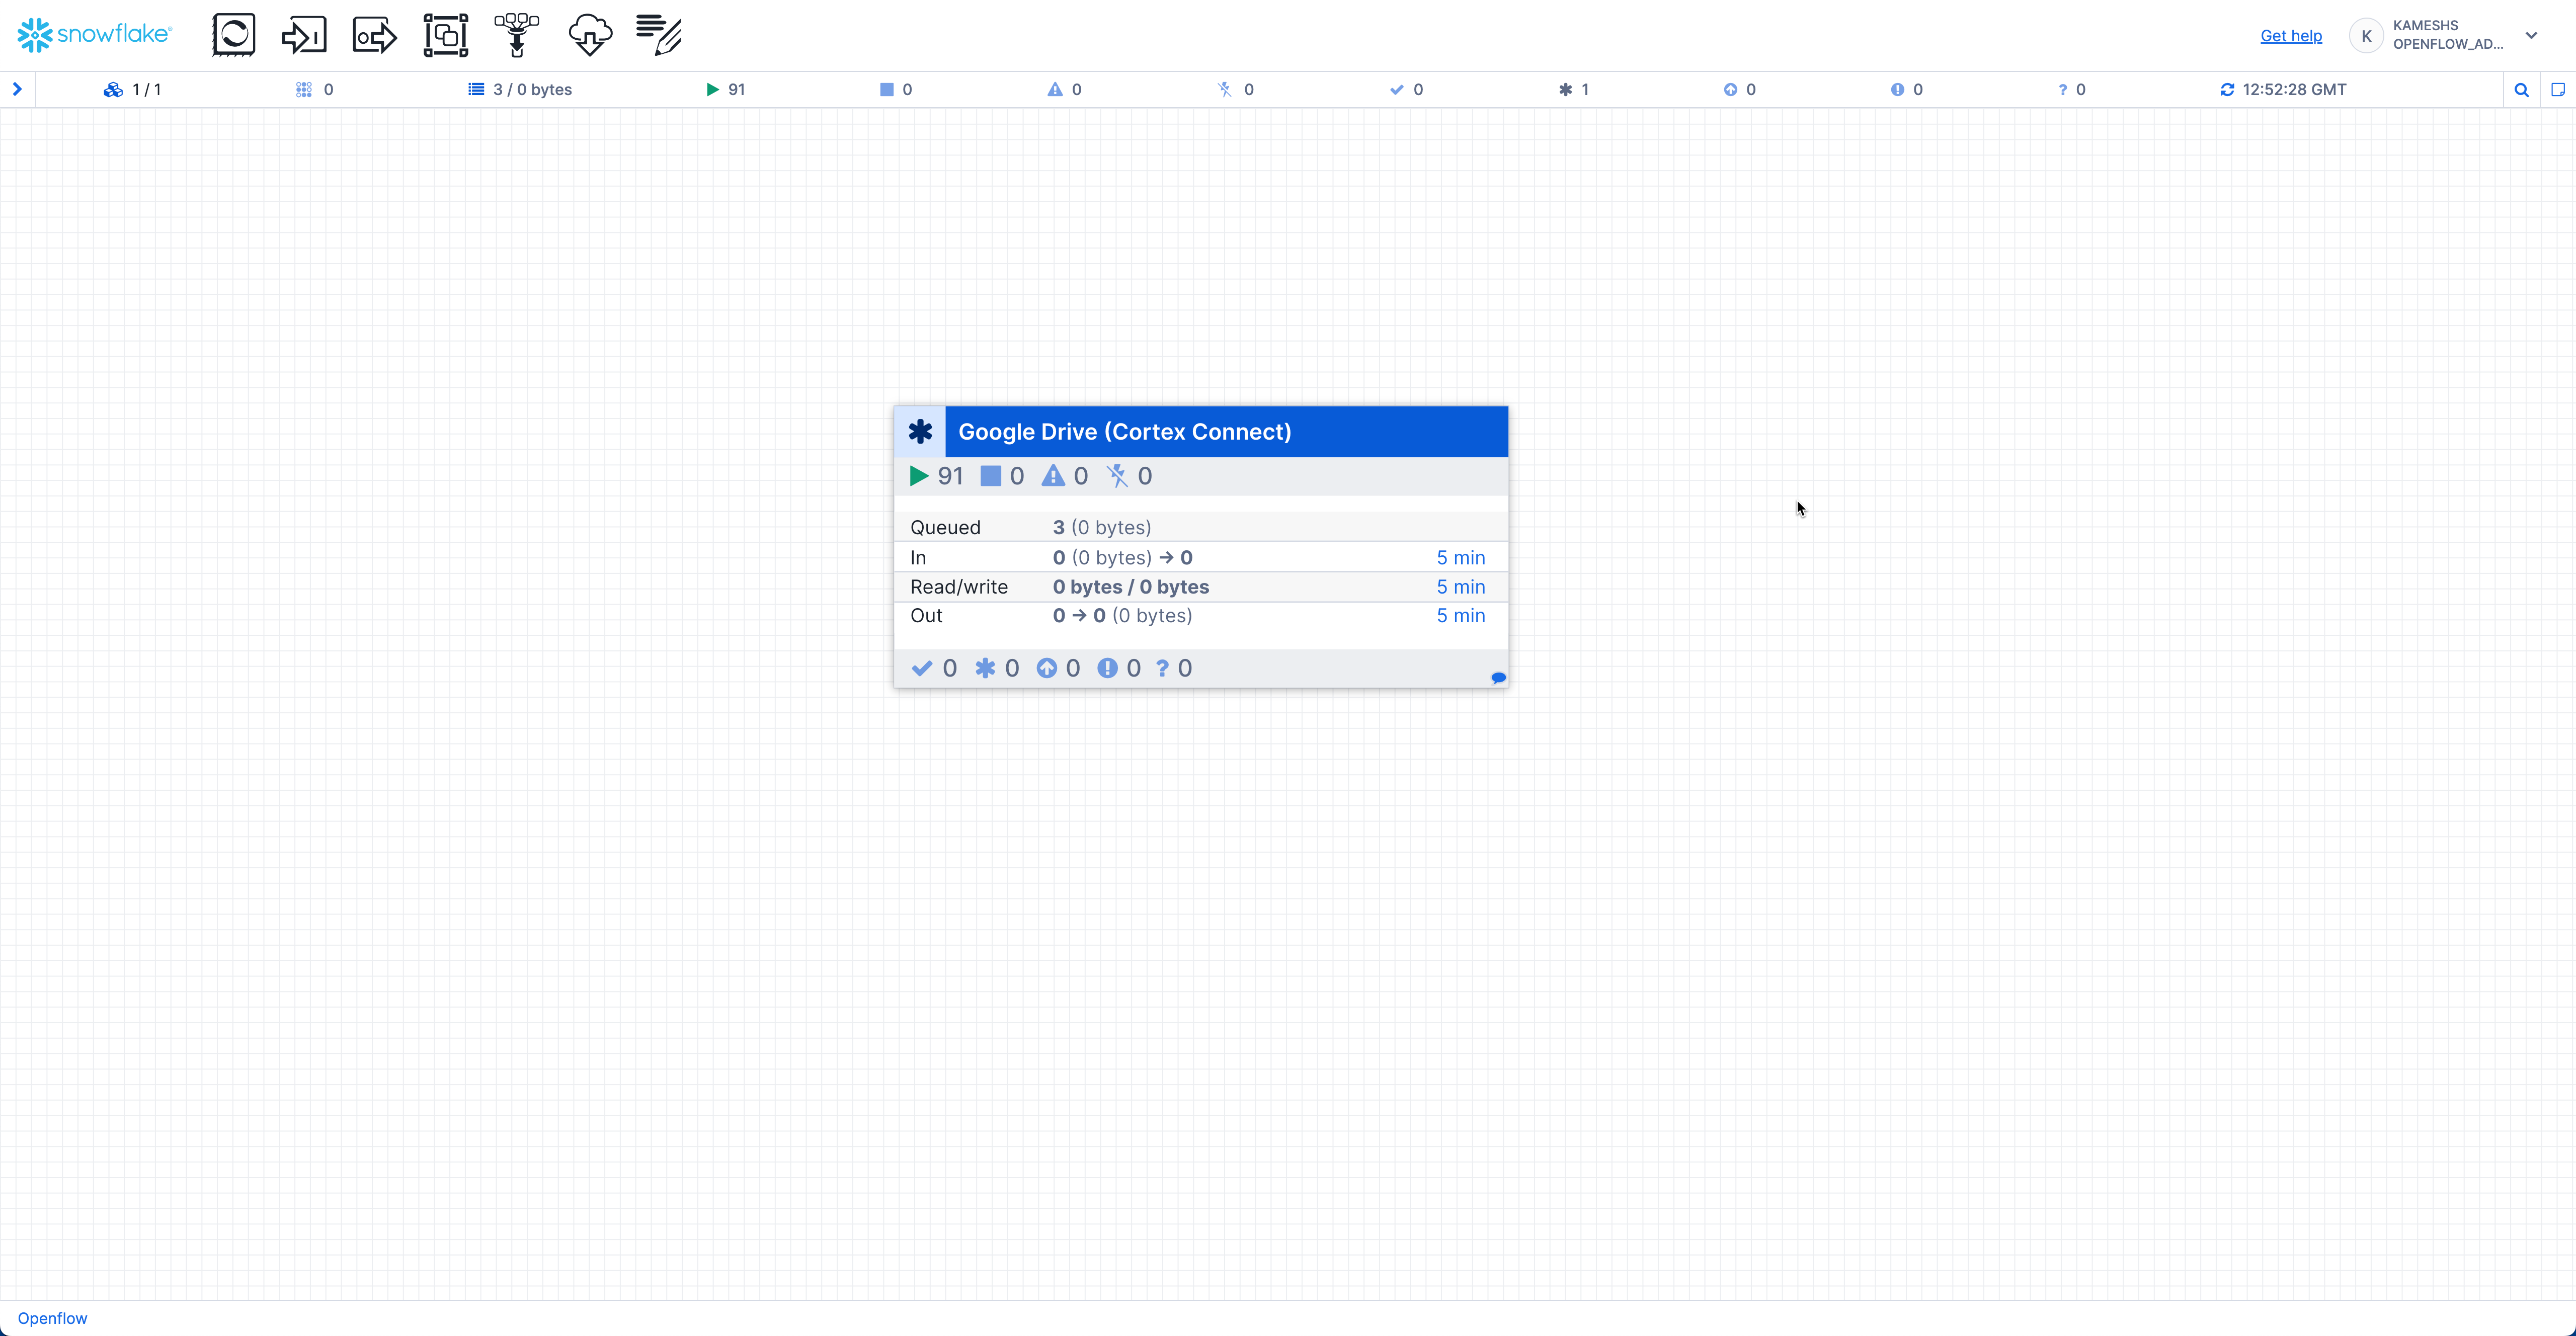 snowflake®
Get help
K
KAMESHS
OPENFLOW_AD...
1 / 1
0
3 / 0 bytes
91
0
0
0
0
1
0
0
? 0
12:52:28 GMT
Google Drive (Cortex Connect)
91 0 0 0
Queued 3 (0 bytes)
In 0 (0 bytes) → 0 5 min
Read/write 0 bytes / 0 bytes 5 min
Out 0 → 0 (0 bytes) 5 min
0 0 0 0 ? 0
Openflow